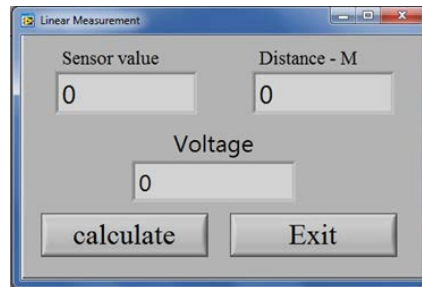 Linear Measurement
Sensor value Distance - M
0 0
Voltage
0
calculate Exit